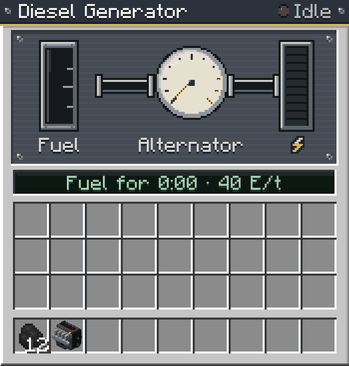 Diesel Generator
Idle
Fuel
Alternator
Fuel for 0:00 · 40 E/t
12